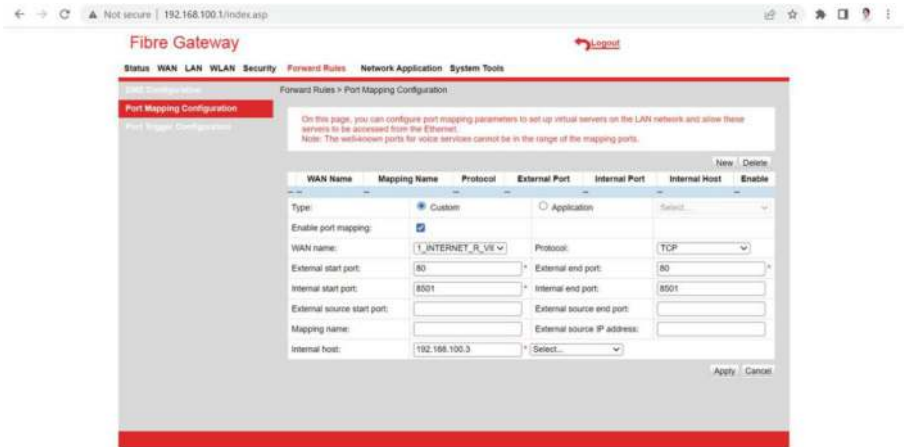 Not secure | 192.168.100.1/index.asp
Fibre Gateway
Logout
Status WAN LAN WLAN Security Forward Rules Network Application System Tools
DMZ Configuration
Forward Rules > Port Mapping Configuration
Port Mapping Configuration
Port Trigger Configuration
On this page, you can configure port mapping parameters to set up virtual servers on the LAN network and allow these
servers to be accessed from the Ethernet.
Note: The well-known ports for voice services cannot be in the range of the mapping ports.
New Delete
WAN Name Mapping Name Protocol External Port Internal Port Internal Host Enable
-- -- -- -- -- -- -- --
Type: Custom Application Select...
Enable port mapping:
WAN name: 1_INTERNET_R_VII Protocol: TCP
External start port: 80 * External end port: 80 *
Internal start port: 8501 * Internal end port: 8501
External source start port: External source end port:
Mapping name: External source IP address:
Internal host: 192.168.100.3 * Select...
Apply Cancel